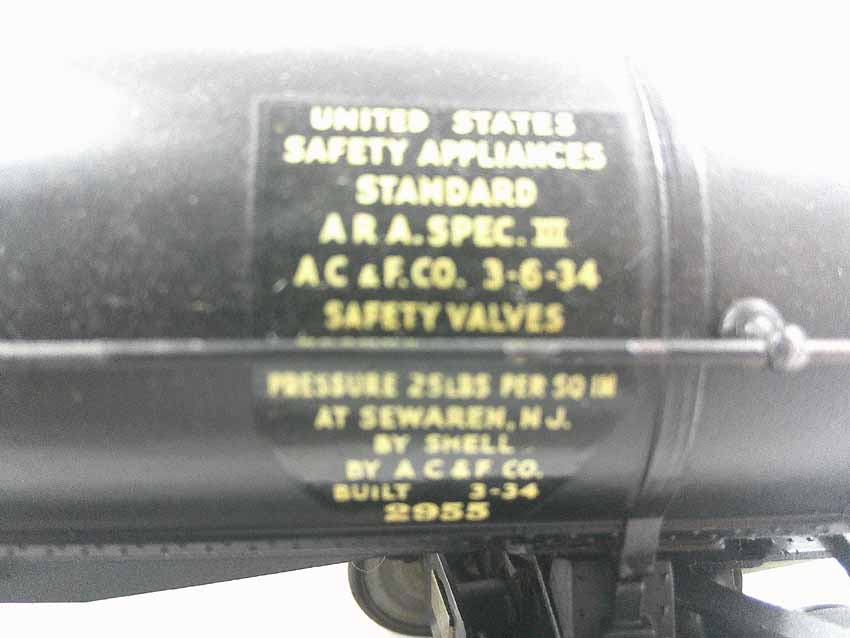 UNITED STATES
SAFETY APPLIANCES
STANDARD
A R A. SPEC. III
A C & F. CO. 3-6-34
SAFETY VALVES
PRESSURE 25 LBS PER SQ IN
AT SEWAREN, N J.
BY SHELL
BY A C & F CO.
BUILT 3-34
2955